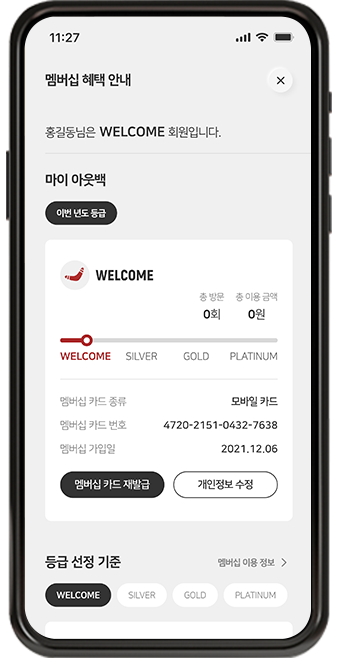 11:27
멤버십 혜택 안내
홍길동님은 WELCOME 회원입니다.
마이 아웃백
이번 년도 등급
WELCOME
총 방문 총 이용 금액
0회 0원
WELCOME SILVER GOLD PLATINUM
멤버십 카드 종류 모바일 카드
멤버십 카드 번호 4720-2151-0432-7638
멤버십 가입일 2021.12.06
멤버십 카드 재발급 개인정보 수정
등급 선정 기준 멤버십 이용 정보
WELCOME SILVER GOLD PLATINUM